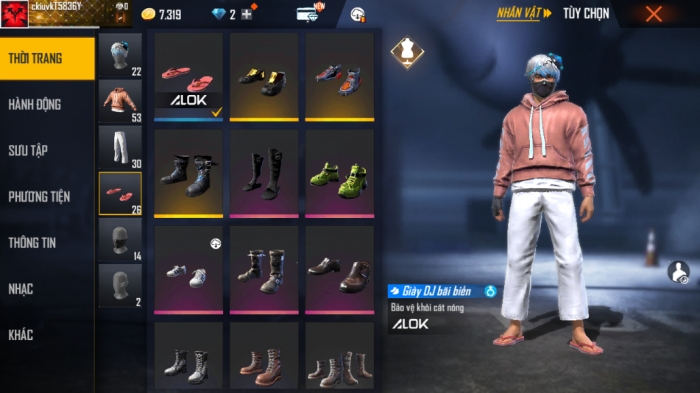 ckiuvkT5836Y
0
7.319
2
NEW
NHÂN VẬT
TÙY CHỌN
THỜI TRANG
HÀNH ĐỘNG
SƯU TẬP
PHƯƠNG TIỆN
THÔNG TIN
NHẠC
KHÁC
22
53
30
26
14
2
ALOK
Giày DJ bãi biển
Bảo vệ khỏi cát nóng
ALOK